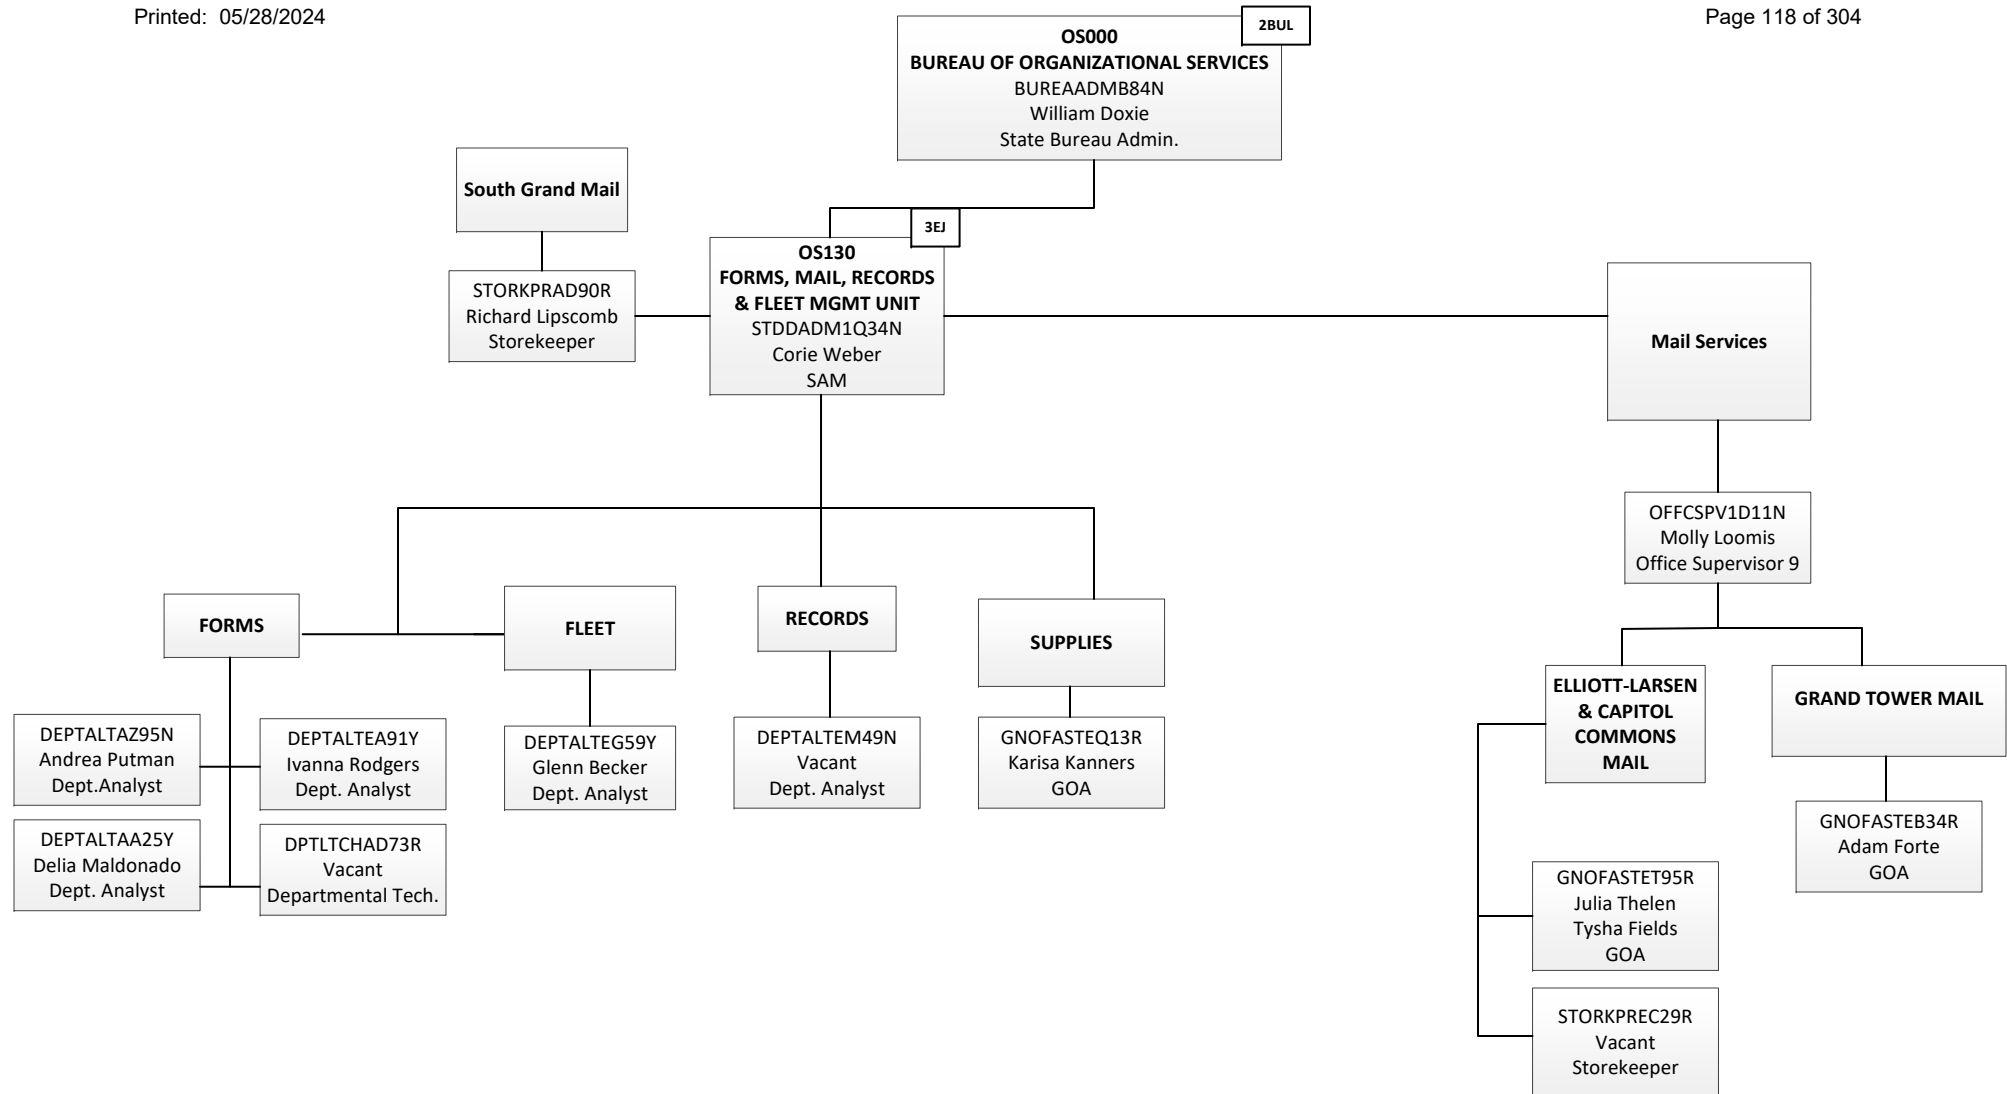 Printed: 05/28/2024
Page 118 of 304
2BUL
OS000
BUREAU OF ORGANIZATIONAL SERVICES
BUREAADMB84N
William Doxie
State Bureau Admin.
South Grand Mail
STORKPRAD90R
Richard Lipscomb
Storekeeper
3EJ
OS130
FORMS, MAIL, RECORDS
& FLEET MGMT UNIT
STDDADM1Q34N
Corie Weber
SAM
Mail Services
OFFCSPV1D11N
Molly Loomis
Office Supervisor 9
FORMS
FLEET
RECORDS
SUPPLIES
DEPTALTAZ95N
Andrea Putman
Dept.Analyst
DEPTALTEA91Y
Ivanna Rodgers
Dept. Analyst
DEPTALTAA25Y
Delia Maldonado
Dept. Analyst
DPTLTCHAD73R
Vacant
Departmental Tech.
DEPTALTEG59Y
Glenn Becker
Dept. Analyst
DEPTALTEM49N
Vacant
Dept. Analyst
GNOFASTEQ13R
Karisa Kanners
GOA
ELLIOTT-LARSEN
& CAPITOL
COMMONS
MAIL
GRAND TOWER MAIL
GNOFASTEB34R
Adam Forte
GOA
GNOFASTET95R
Julia Thelen
Tysha Fields
GOA
STORKPREC29R
Vacant
Storekeeper